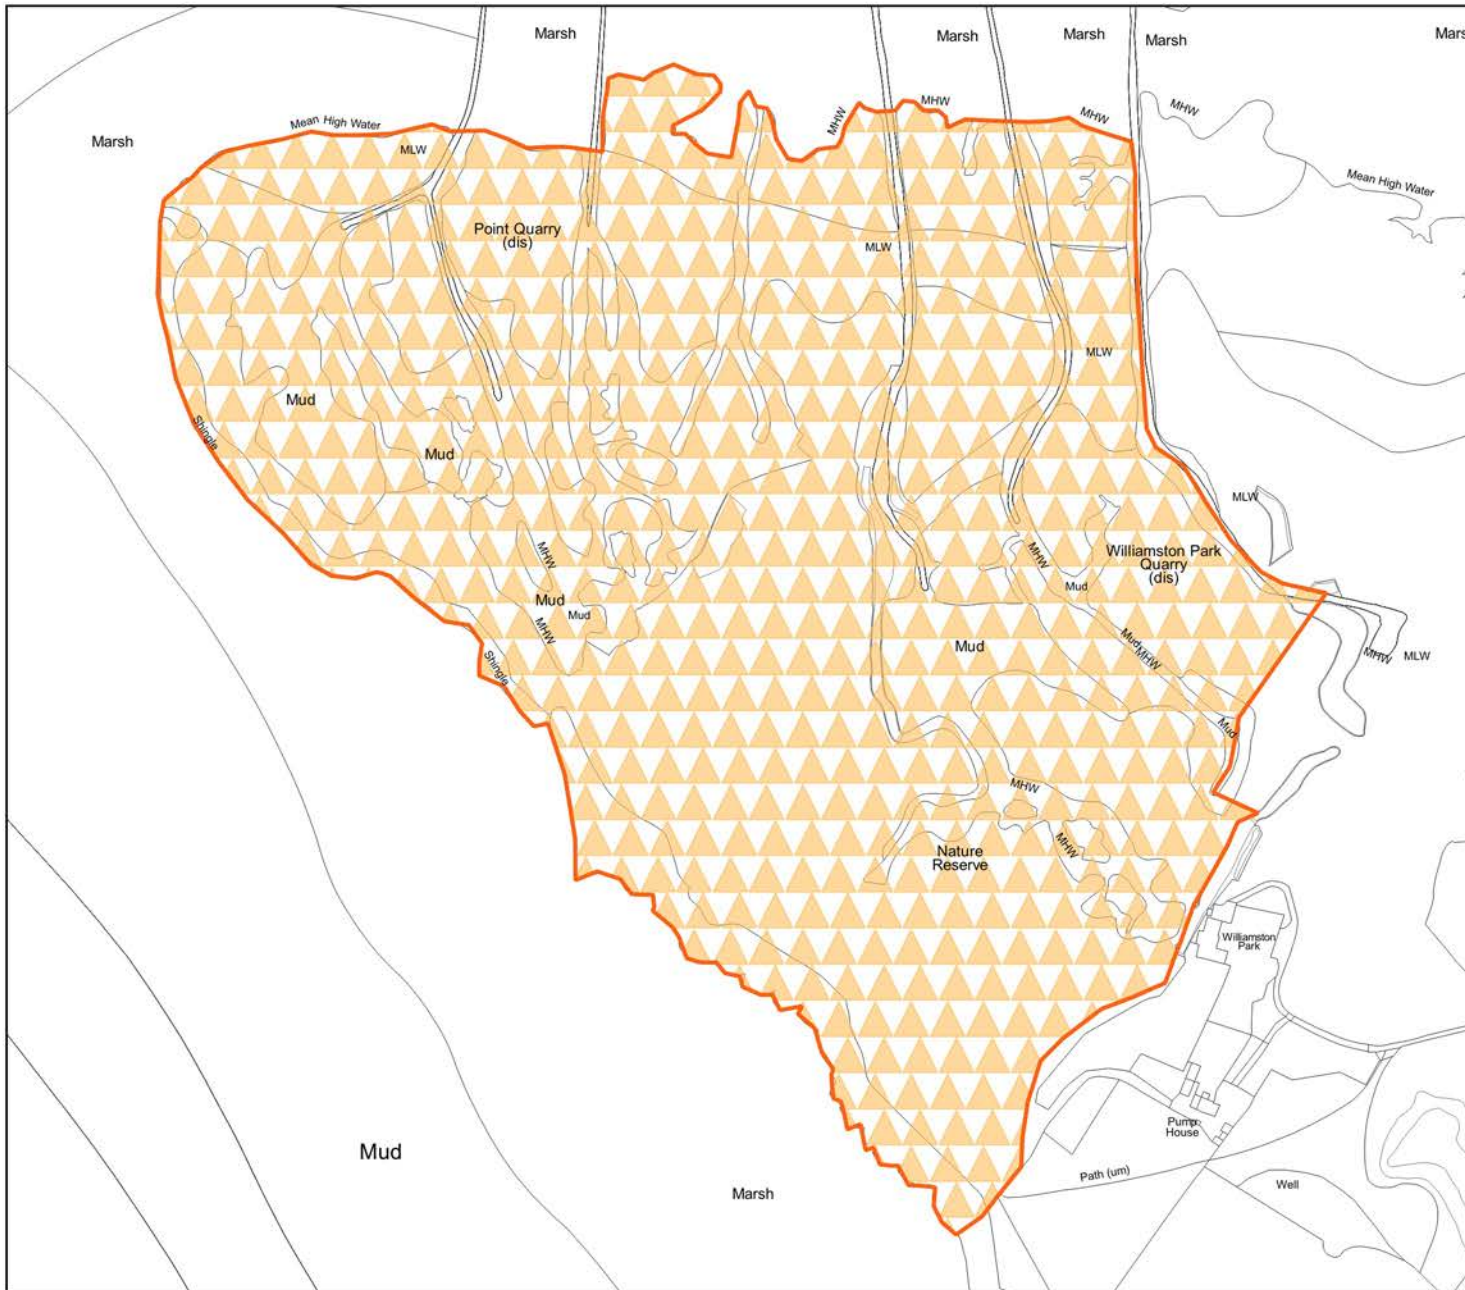 Marsh
Marsh
Marsh
Marsh
Mars
MHW
MHW
MHW
MHW
Mean High Water
Marsh
MLW
Mean High Water
Point Quarry
(dis)
MLW
MLW
Mud
Shingle
Mud
MLW
MHW
MHW
Williamston Park
Quarry
(dis)
Mud
Mud
Mud
MHW
Mud
Mud
MHW
MHW
MLW
Shingle
Mud
MHW
MHW
Nature
Reserve
Williamston
Park
Pump
House
Mud
Path (um)
Marsh
Well